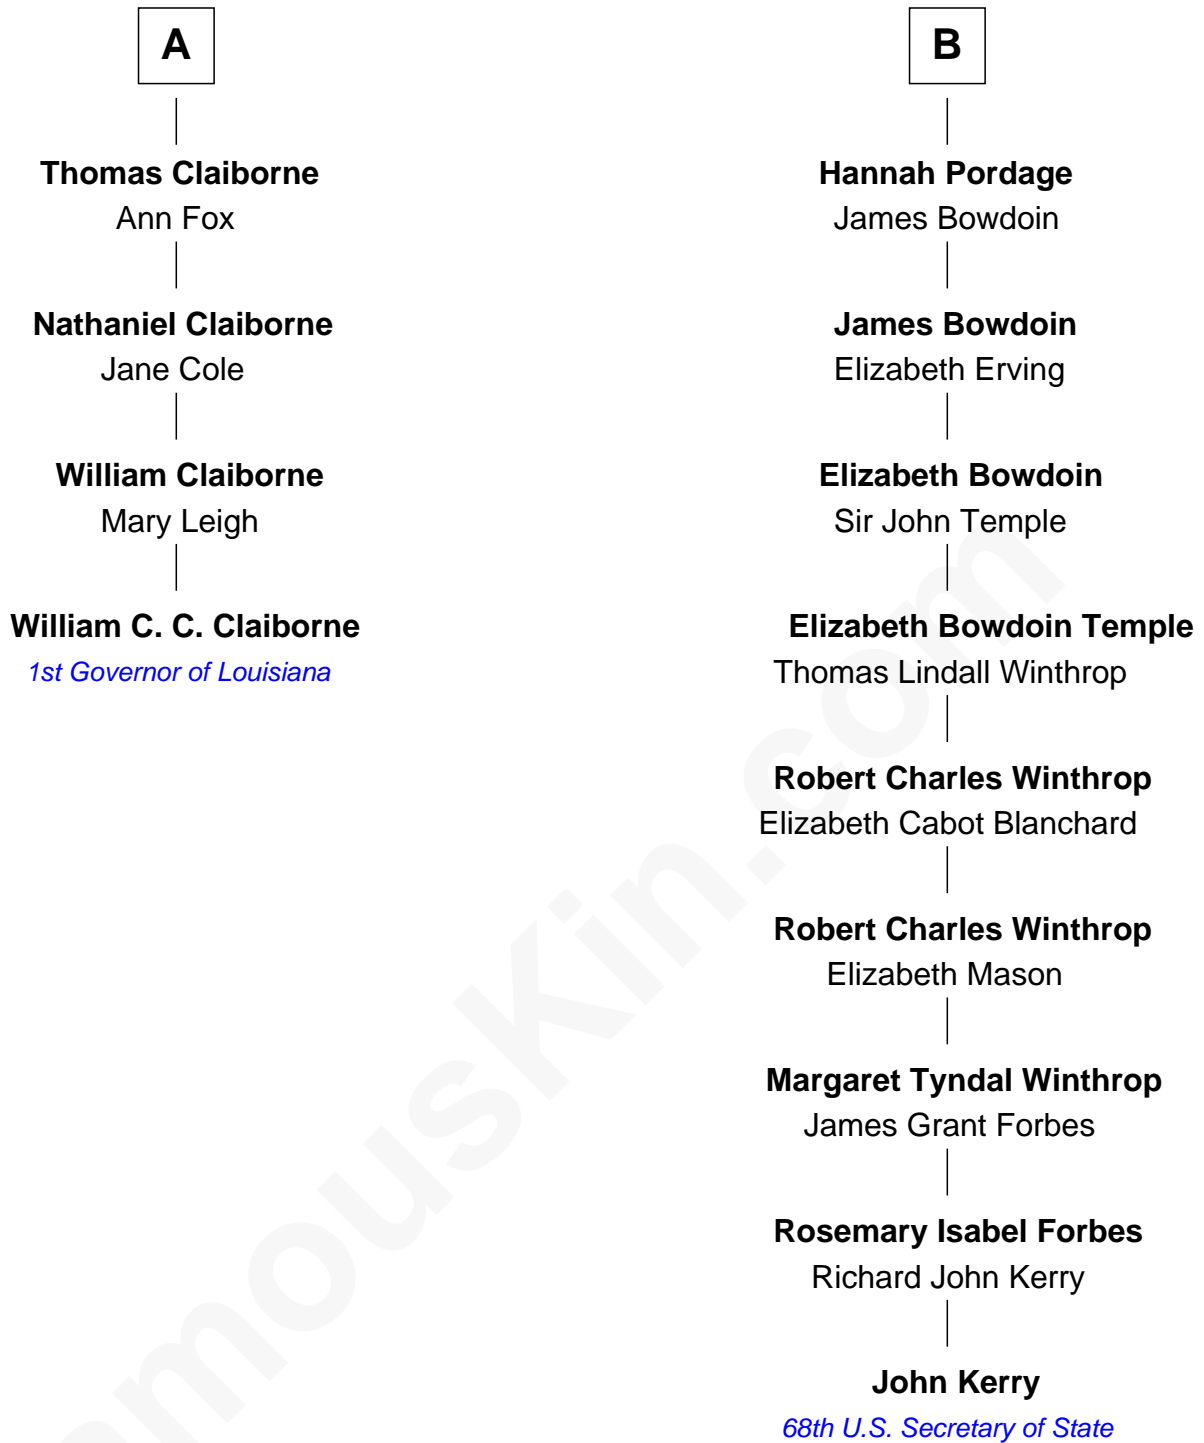 A
Thomas Claiborne
Ann Fox
Nathaniel Claiborne
Jane Cole
William Claiborne
Mary Leigh
William C. C. Claiborne
1st Governor of Louisiana
B
Hannah Pordage
James Bowdoin
James Bowdoin
Elizabeth Erving
Elizabeth Bowdoin
Sir John Temple
Elizabeth Bowdoin Temple
Thomas Lindall Winthrop
Robert Charles Winthrop
Elizabeth Cabot Blanchard
Robert Charles Winthrop
Elizabeth Mason
Margaret Tyndal Winthrop
James Grant Forbes
Rosemary Isabel Forbes
Richard John Kerry
John Kerry
68th U.S. Secretary of State
amouskin.com